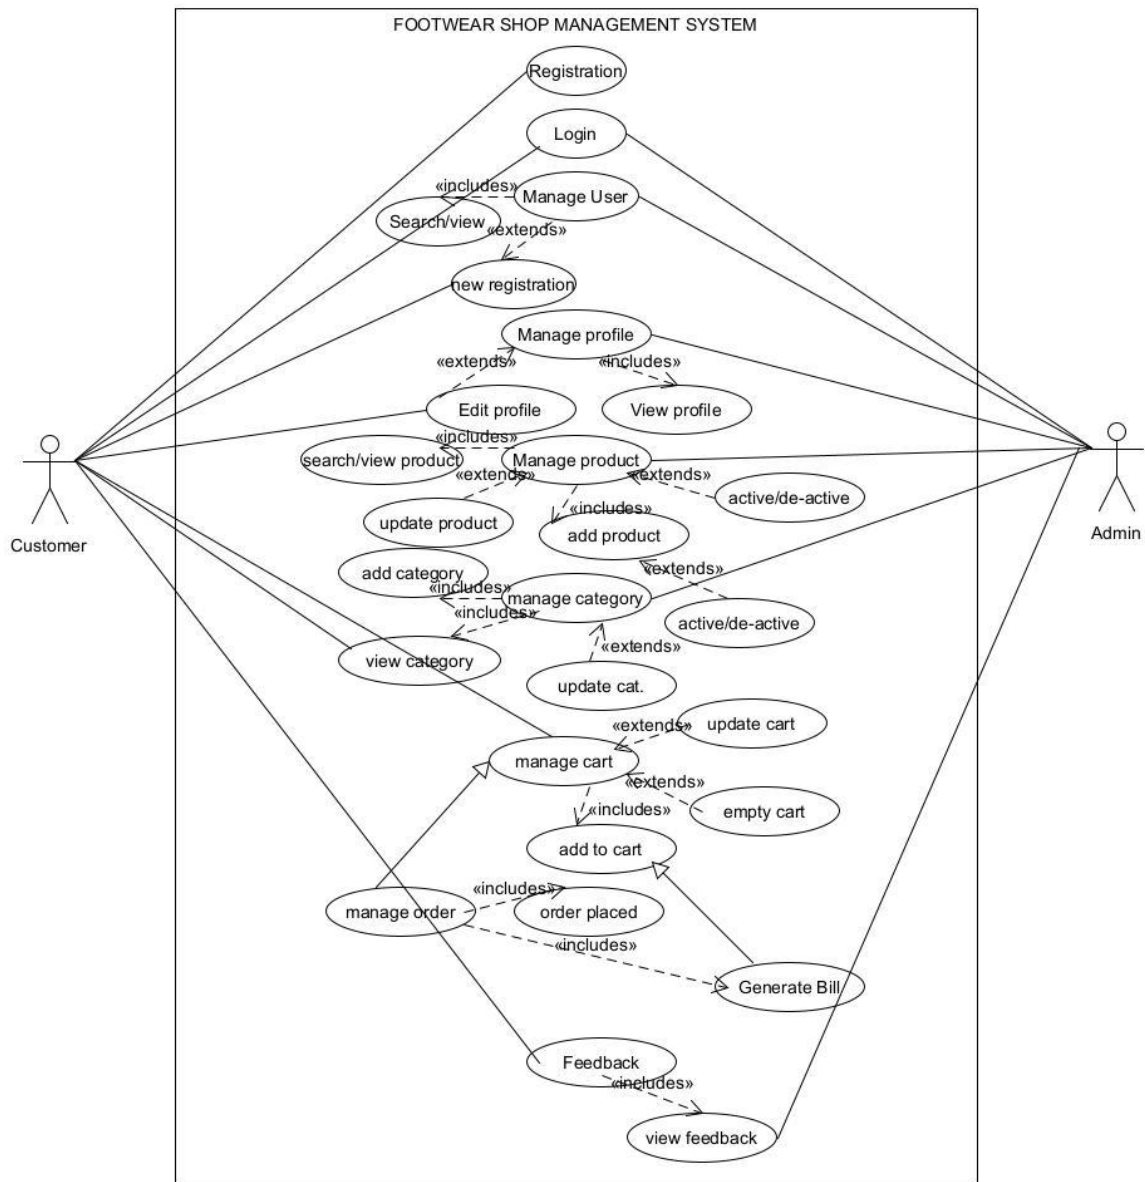 FOOTWEAR SHOP MANAGEMENT SYSTEM
Registration
Login
«includes»
Manage User
Search/view
«extends»
new registration
Manage profile
«extends»
«includes»
Edit profile
View profile
«includes»
search/view product
Manage product
«extends»
«extends»
active/de-active
«includes»
update product
add product
Customer
Admin
add category
«extends»
«includes»
manage category
«includes»
active/de-active
«extends»
view category
update cat.
«extends»
update cart
manage cart
«extends»
«includes»
empty cart
add to cart
«includes»
manage order
order placed
«includes»
Generate Bill
Feedback
«includes»
view feedback